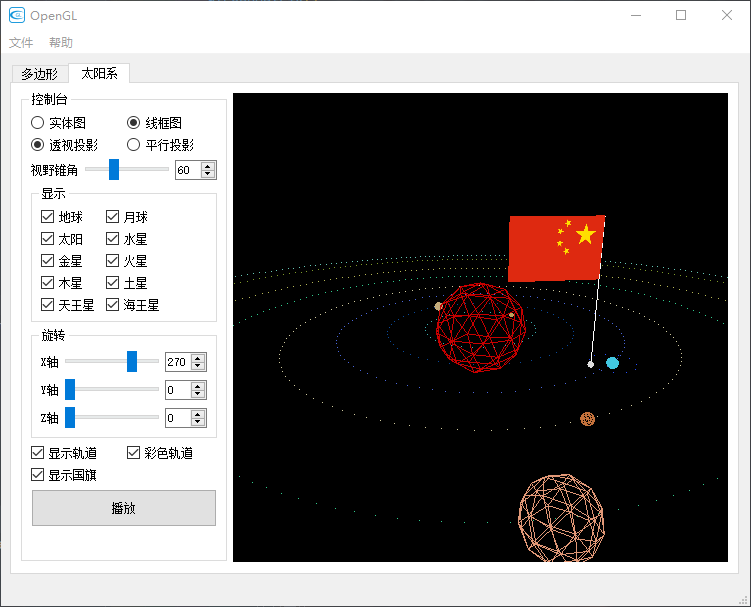 OpenGL
文件 帮助
多边形 太阳系
控制台
实体图 线框图
透视投影 平行投影
视野锥角 60
显示
地球 月球
太阳 水星
金星 火星
木星 土星
天王星 海王星
旋转
X轴 270
Y轴 0
Z轴 0
显示轨道 彩色轨道
显示国旗
播放